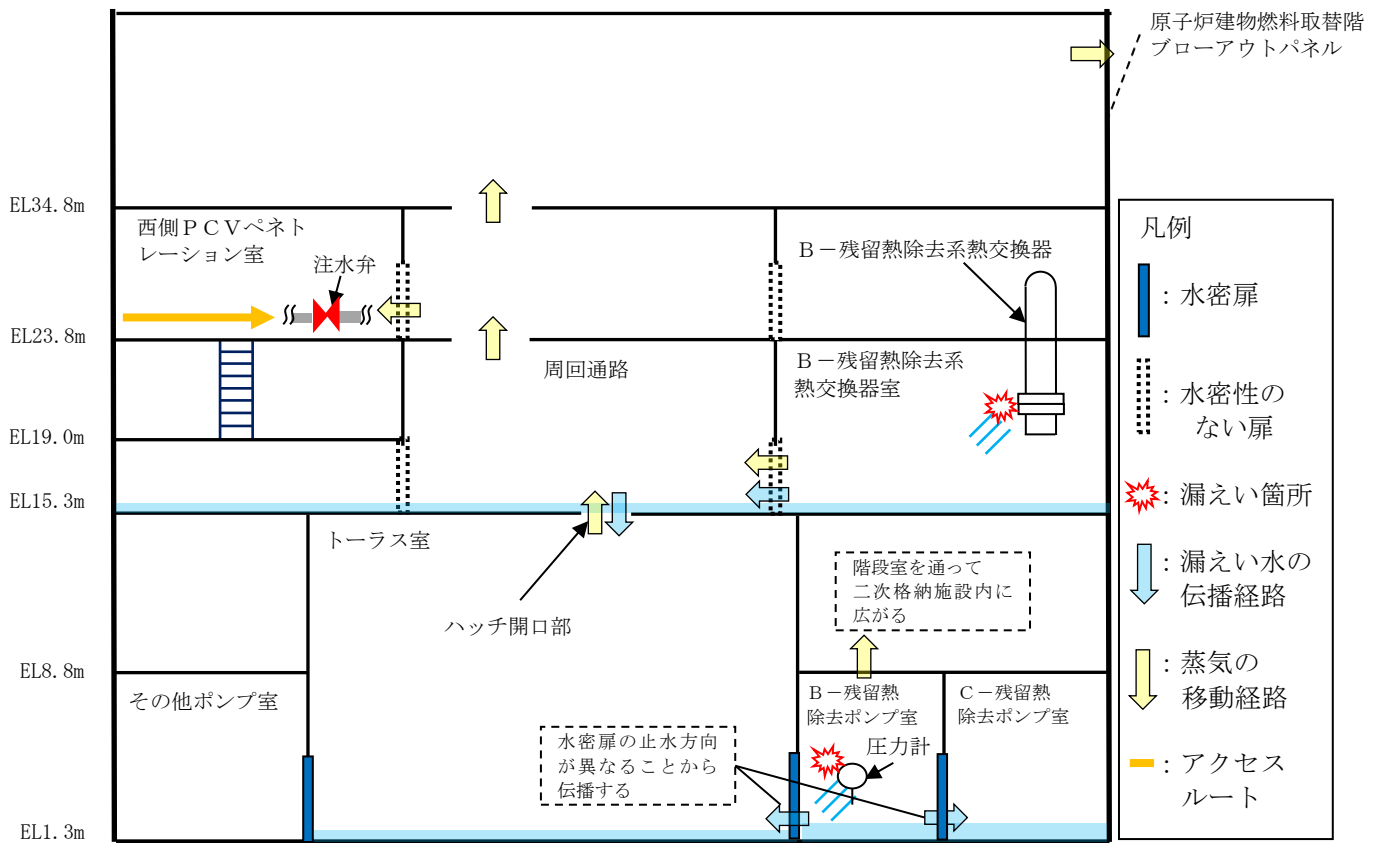 原子炉建物燃料取替階
ブローアウトパネル
EL34.8m
西側ＰＣＶペネト
レーション室
注水弁
Ｂ－残留熱除去系熱交換器
EL23.8m
周回通路
Ｂ－残留熱除去系
熱交換器室
EL19.0m
EL15.3m
トーラス室
ハッチ開口部
階段室を通って
二次格納施設内に
広がる
EL8.8m
その他ポンプ室
Ｂ－残留熱
除去ポンプ室
Ｃ－残留熱
除去ポンプ室
水密扉の止水方向
が異なることから
伝播する
圧力計
EL1.3m
凡例
：水密扉
：水密性の
ない扉
：漏えい箇所
：漏えい水の
伝播経路
：蒸気の
移動経路
：アクセス
ルート